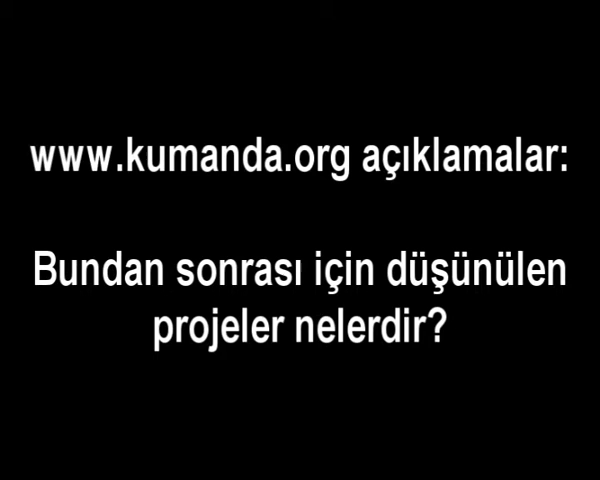 www.kumanda.org açıklamalar:
Bundan sonrası için düşünülen
projeler nelerdir?